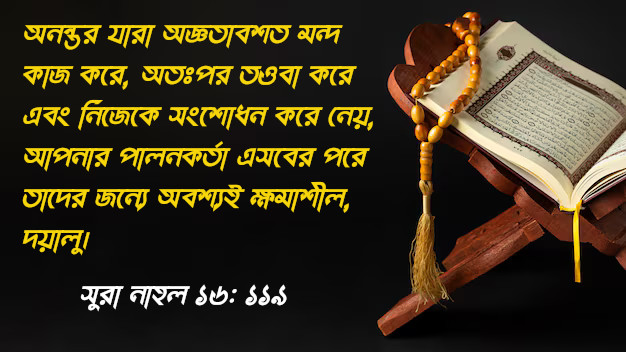 অনন্তর যারা অজ্ঞতাবশত মন্দ
কাজ করে, অতঃপর তওবা করে
এবং নিজেকে সংশোধন করে নেয়,
আপনার পালনকর্তা এসবের পরে
তাদের জন্যে অবশ্যই ক্ষমাশীল,
দয়ালু।
সুরা নাহল ১৬: ১১৯